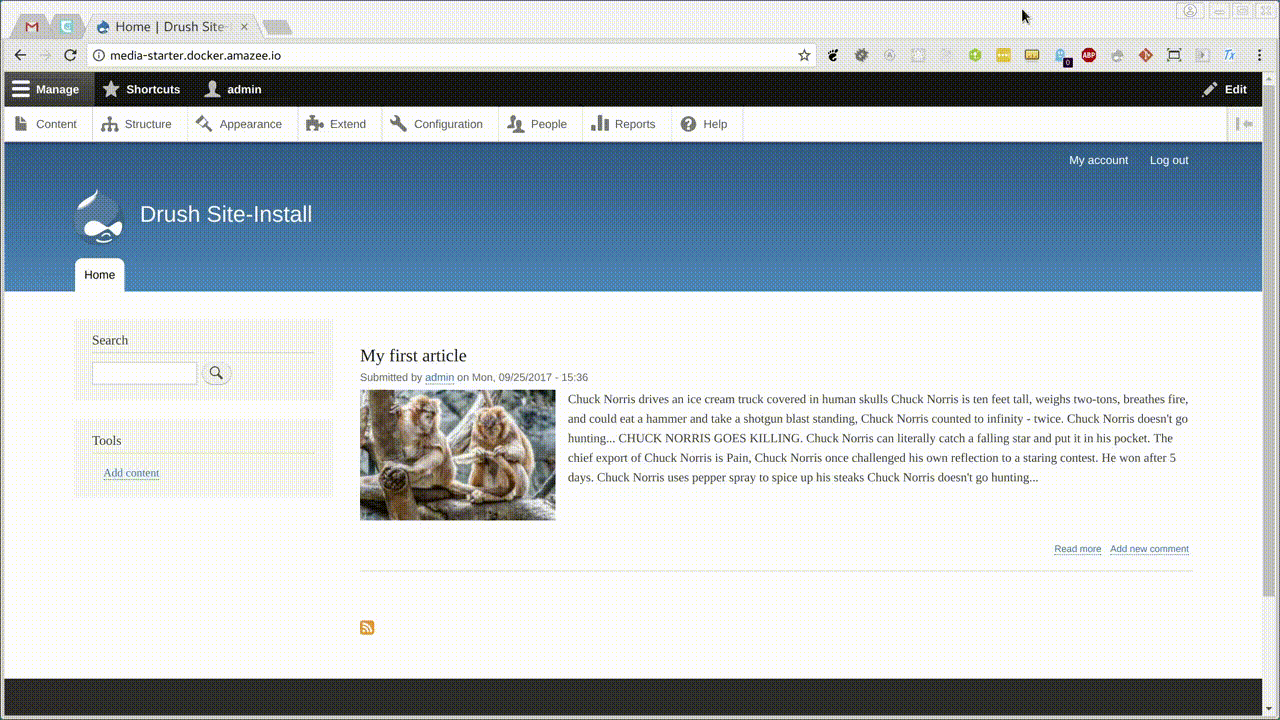 Home | Drush Site-
media-starter.docker.amazee.io
0
ABP
Tx
Manage
Shortcuts
admin
Edit
Content
Structure
Appearance
Extend
Configuration
People
Reports
Help
My account
Log out
Drush Site-Install
Home
Search
Tools
Add content
My first article
Submitted by admin on Mon, 09/25/2017 - 15:36
Chuck Norris drives an ice cream truck covered in human skulls Chuck Norris is ten feet tall, weighs two-tons, breathes fire,
and could eat a hammer and take a shotgun blast standing, Chuck Norris counted to infinity - twice. Chuck Norris doesn't go
hunting... CHUCK NORRIS GOES KILLING. Chuck Norris can literally catch a falling star and put it in his pocket. The
chief export of Chuck Norris is Pain, Chuck Norris once challenged his own reflection to a staring contest. He won after 5
days. Chuck Norris uses pepper spray to spice up his steaks Chuck Norris doesn't go hunting...
Read more
Add new comment